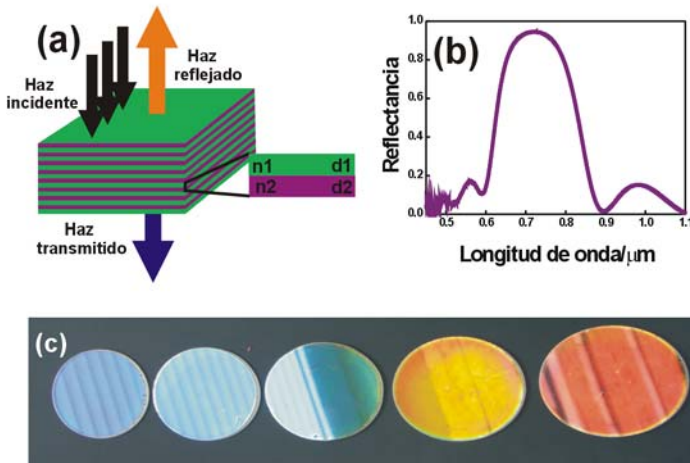 (a)
Haz
incidente
Haz
reflejado
n1 d1
n2 d2
Haz
transmitido
(b)
Reflectancia
1.0
0.8
0.6
0.4
0.2
0.0
0.5 0.6 0.7 0.8 0.9 1.0 1.1
Longitud de onda/μm
(c)